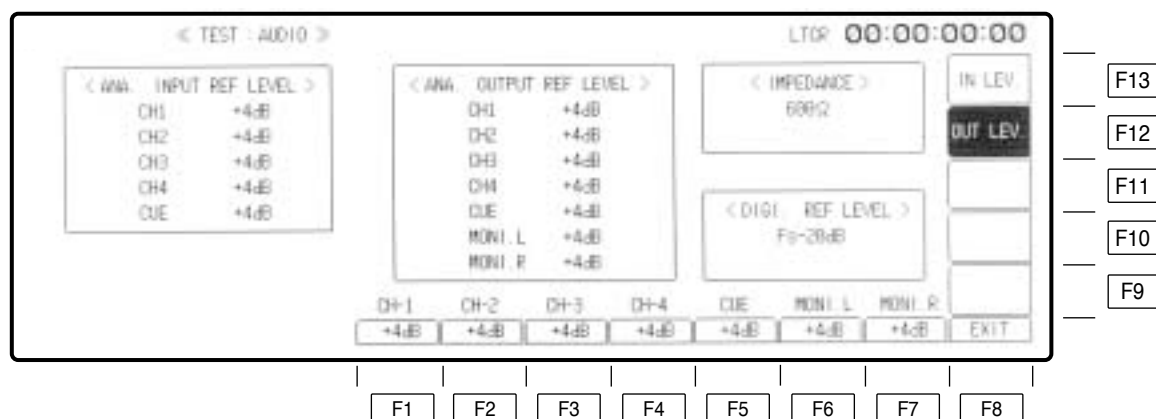 < TEST : AUDIO > LTCR 00:00:00:00
< ANA. INPUT REF LEVEL >
CH1 +4dB
CH2 +4dB
CH3 +4dB
CH4 +4dB
CUE +4dB
< ANA. OUTPUT REF LEVEL >
CH1 +4dB
CH2 +4dB
CH3 +4dB
CH4 +4dB
CUE +4dB
MONI.L +4dB
MONI.R +4dB
< IMPEDANCE >
600Ω
< DIGI. REF LEVEL >
Fs-20dB
IN LEV.
OUT LEV.
F13
F12
F11
F10
F9
CH-1 CH-2 CH-3 CH-4 CUE MONI.L MONI.R
+4dB +4dB +4dB +4dB +4dB +4dB +4dB EXIT
F1 F2 F3 F4 F5 F6 F7 F8